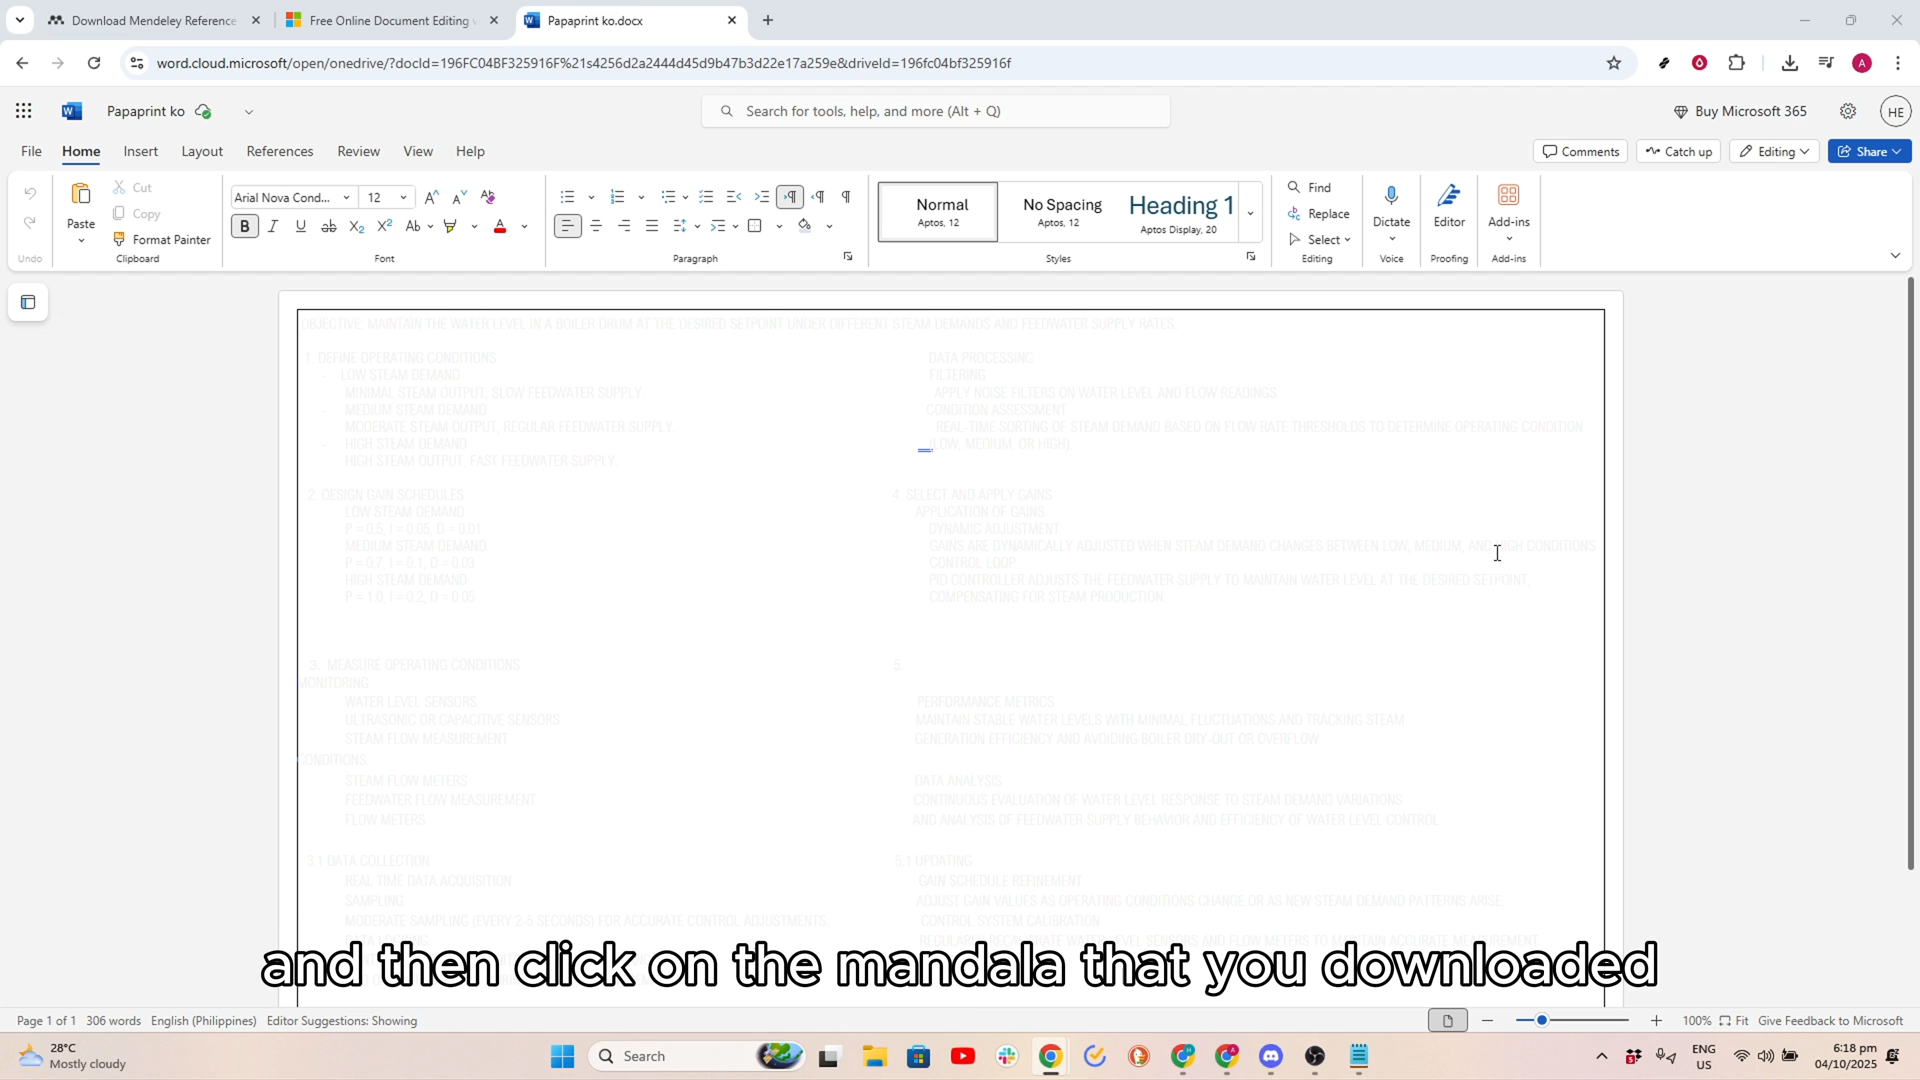 Download Mendeley Reference
Free Online Document Editing
Papaprint ko.docx
word.cloud.microsoft/open/onedrive/?docId=196FC04BF325916F%21s4256d2a2444d45d9b47b3d22e17a259e&driveId=196fc04bf325916f
A
Papaprint ko
Search for tools, help, and more (Alt + Q)
Buy Microsoft 365
HE
File Home Insert Layout References Review View Help
Comments Catch up Editing Share
Paste Cut Copy Format Painter
Arial Nova Cond... 12
Normal
Aptos, 12
No Spacing
Aptos, 12
Heading 1
Aptos Display, 20
Find
Replace
Select
Dictate Editor Add-ins
Undo Clipboard Font Paragraph Styles Editing Voice Proofing Add-ins
OBJECTIVE: MAINTAIN THE WATER LEVEL IN A BOILER DRUM AT THE DESIRED SETPOINT UNDER DIFFERENT STEAM DEMANDS AND FEEDWATER SUPPLY RATES.
1. DEFINE OPERATING CONDITIONS
- LOW STEAM DEMAND
MINIMAL STEAM OUTPUT, SLOW FEEDWATER SUPPLY
- MEDIUM STEAM DEMAND
MODERATE STEAM OUTPUT, REGULAR FEEDWATER SUPPLY.
- HIGH STEAM DEMAND
HIGH STEAM OUTPUT, FAST FEEDWATER SUPPLY.
DATA PROCESSING
FILTERING
APPLY NOISE FILTERS ON WATER LEVEL AND FLOW READINGS
CONDITION ASSESSMENT
REAL-TIME SORTING OF STEAM DEMAND BASED ON FLOW RATE THRESHOLDS TO DETERMINE OPERATING CONDITION
(LOW, MEDIUM, OR HIGH).
2. DESIGN GAIN SCHEDULES
LOW STEAM DEMAND
P = 0.5, I = 0.05, D = 0.01
MEDIUM STEAM DEMAND
P = 0.7, I = 0.1, D = 0.03
HIGH STEAM DEMAND
P = 1.0, I = 0.2, D = 0.05
4. SELECT AND APPLY GAINS
APPLICATION OF GAINS
DYNAMIC ADJUSTMENT
GAINS ARE DYNAMICALLY ADJUSTED WHEN STEAM DEMAND CHANGES BETWEEN LOW, MEDIUM, AND HIGH CONDITIONS
CONTROL LOOP
PID CONTROLLER ADJUSTS THE FEEDWATER SUPPLY TO MAINTAIN WATER LEVEL AT THE DESIRED SETPOINT,
COMPENSATING FOR STEAM PRODUCTION.
3. MEASURE OPERATING CONDITIONS
MONITORING
WATER LEVEL SENSORS
ULTRASONIC OR CAPACITIVE SENSORS
STEAM FLOW MEASUREMENT
CONDITIONS.
STEAM FLOW METERS
FEEDWATER FLOW MEASUREMENT
FLOW METERS
5.
PERFORMANCE METRICS
MAINTAIN STABLE WATER LEVELS WITH MINIMAL FLUCTUATIONS AND TRACKING STEAM
GENERATION EFFICIENCY AND AVOIDING BOILER DRY-OUT OR OVERFLOW
DATA ANALYSIS
CONTINUOUS EVALUATION OF WATER LEVEL RESPONSE TO STEAM DEMAND VARIATIONS
AND ANALYSIS OF FEEDWATER SUPPLY BEHAVIOR AND EFFICIENCY OF WATER LEVEL CONTROL
3.1 DATA COLLECTION
REAL TIME DATA ACQUISITION
SAMPLING
MODERATE SAMPLING (EVERY 2-5 SECONDS) FOR ACCURATE CONTROL ADJUSTMENTS.
DATA LOGGING
5.1 UPDATING
GAIN SCHEDULE REFINEMENT
ADJUST GAIN VALUES AS OPERATING CONDITIONS CHANGE OR AS NEW STEAM DEMAND PATTERNS ARISE.
CONTROL SYSTEM CALIBRATION
REGULARLY RECALIBRATE WATER LEVEL SENSORS AND FLOW METERS TO MAINTAIN ACCURATE MEASUREMENT
and then click on the mandala that you downloaded
Page 1 of 1 306 words English (Philippines) Editor Suggestions: Showing
100% Fit Give Feedback to Microsoft
28°C
Mostly cloudy
Search
ENG
US
6:18 pm
04/10/2025